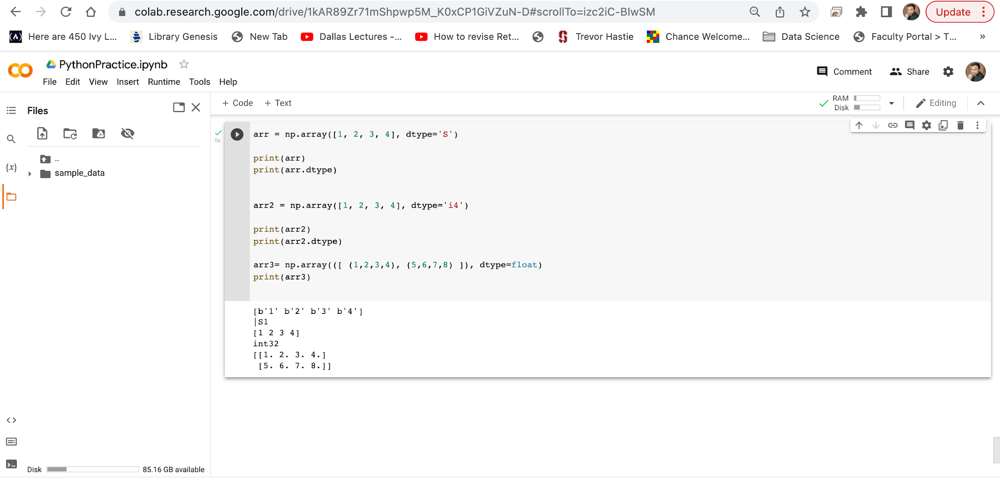 colab.research.google.com/drive/1kAR89Zr71mShpwp5M_K0xCP1GiVZuN-D#scrollTo=izc2iC-BIwSM
Update
Here are 450 Ivy L...
Library Genesis
New Tab
Dallas Lectures -...
How to revise Ret...
Trevor Hastie
Chance Welcome...
Data Science
Faculty Portal > T...
»
CO
PythonPractice.ipynb
File Edit View Insert Runtime Tools Help
Comment
Share
Files
+ Code + Text
RAM
Disk
Editing
{x}
..
sample_data
0s
arr = np.array([1, 2, 3, 4], dtype='S')
print(arr)
print(arr.dtype)
arr2 = np.array([1, 2, 3, 4], dtype='i4')
print(arr2)
print(arr2.dtype)
arr3= np.array(([ (1,2,3,4), (5,6,7,8) ]), dtype=float)
print(arr3)
[b'1' b'2' b'3' b'4']
|S1
[1 2 3 4]
int32
[[1. 2. 3. 4.]
 [5. 6. 7. 8.]]
Disk 85.16 GB available